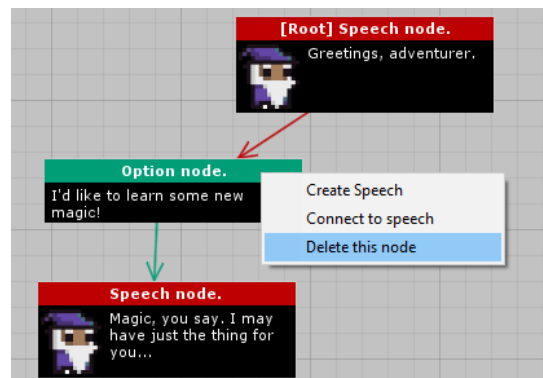 [Root] Speech node.
Greetings, adventurer.
Option node.
I'd like to learn some new
magic!
Create Speech
Connect to speech
Delete this node
Speech node.
Magic, you say. I may
have just the thing for
you...